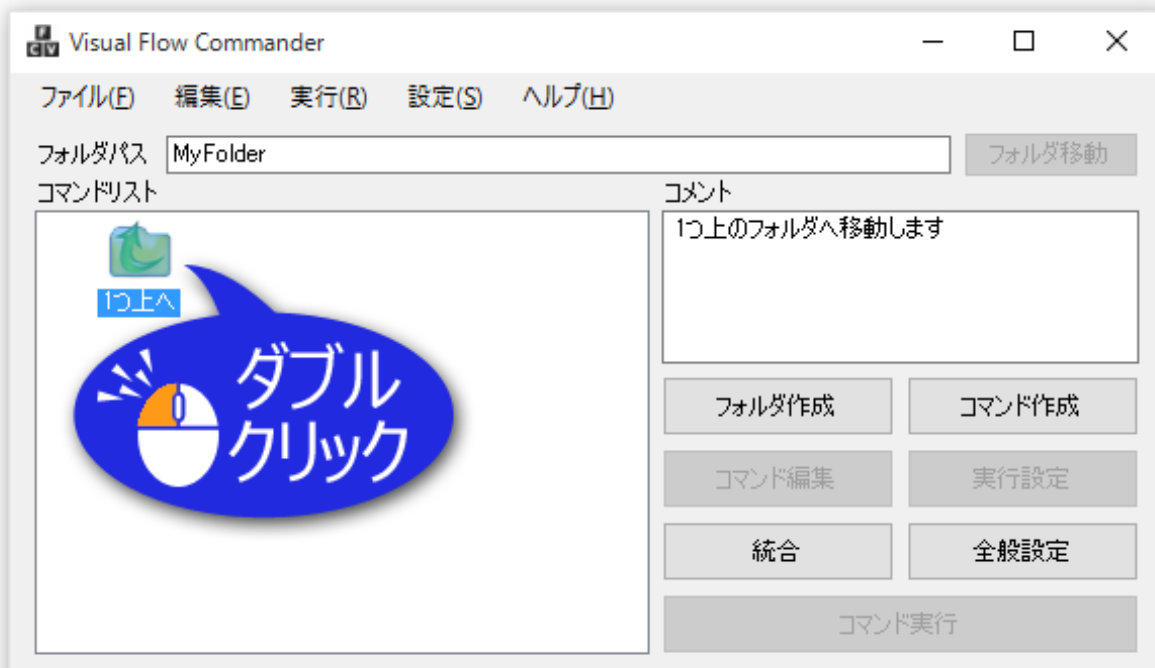 Visual Flow Commander
ファイル(F) 編集(E) 実行(R) 設定(S) ヘルプ(H)
フォルダパス MyFolder フォルダ移動
コマンドリスト
コメント
1つ上へ
ダブル
クリック
1つ上のフォルダへ移動します
フォルダ作成 コマンド作成
コマンド編集 実行設定
統合 全般設定
コマンド実行